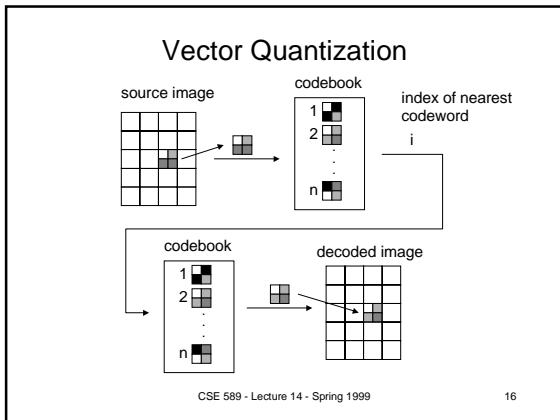 Vector Quantization
source image
codebook
index of nearest
codeword
1
2
.
.
.
n
i
codebook
decoded image
1
2
.
.
.
n
CSE 589 - Lecture 14 - Spring 1999
16